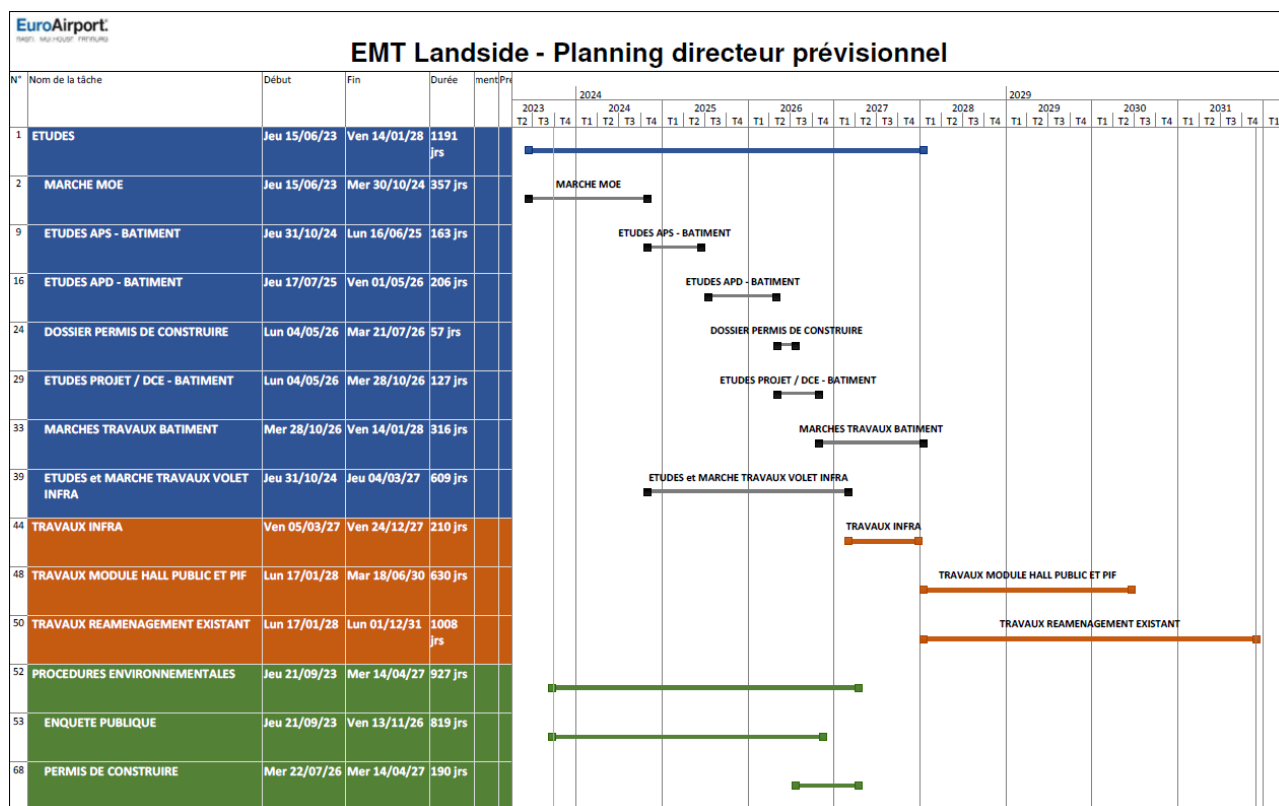 EuroAirport.
BASEL MULHOUSE FREIBURG
EMT Landside - Planning directeur prévisionnel
N° Nom de la tâche Début Fin Durée ment Pré
2024 2029
2023 2024 2025 2026 2027 2028 2029 2030 2031
T2 T3 T4 T1 T2 T3 T4 T1 T2 T3 T4 T1 T2 T3 T4 T1 T2 T3 T4 T1 T2 T3 T4 T1 T2 T3 T4 T1 T2 T3 T4 T1 T2 T3 T4 T1
1 ETUDES Jeu 15/06/23 Ven 14/01/28 1191
jrs
2 MARCHE MOE Jeu 15/06/23 Mer 30/10/24 357 jrs
MARCHE MOE
9 ETUDES APS - BATIMENT Jeu 31/10/24 Lun 16/06/25 163 jrs
ETUDES APS - BATIMENT
16 ETUDES APD - BATIMENT Jeu 17/07/25 Ven 01/05/26 206 jrs
ETUDES APD - BATIMENT
24 DOSSIER PERMIS DE CONSTRUIRE Lun 04/05/26 Mar 21/07/26 57 jrs
DOSSIER PERMIS DE CONSTRUIRE
29 ETUDES PROJET / DCE - BATIMENT Lun 04/05/26 Mer 28/10/26 127 jrs
ETUDES PROJET / DCE - BATIMENT
33 MARCHES TRAVAUX BATIMENT Mer 28/10/26 Ven 14/01/28 316 jrs
MARCHES TRAVAUX BATIMENT
39 ETUDES et MARCHE TRAVAUX VOLET Jeu 31/10/24 Jeu 04/03/27 609 jrs
INFRA
ETUDES et MARCHE TRAVAUX VOLET INFRA
44 TRAVAUX INFRA Ven 05/03/27 Ven 24/12/27 210 jrs
TRAVAUX INFRA
48 TRAVAUX MODULE HALL PUBLIC ET PIF Lun 17/01/28 Mar 18/06/30 630 jrs
TRAVAUX MODULE HALL PUBLIC ET PIF
50 TRAVAUX REAMENAGEMENT EXISTANT Lun 17/01/28 Lun 01/12/31 1008
jrs
TRAVAUX REAMENAGEMENT EXISTANT
52 PROCEDURES ENVIRONNEMENTALES Jeu 21/09/23 Mer 14/04/27 927 jrs
53 ENQUETE PUBLIQUE Jeu 21/09/23 Ven 13/11/26 819 jrs
68 PERMIS DE CONSTRUIRE Mer 22/07/26 Mer 14/04/27 190 jrs